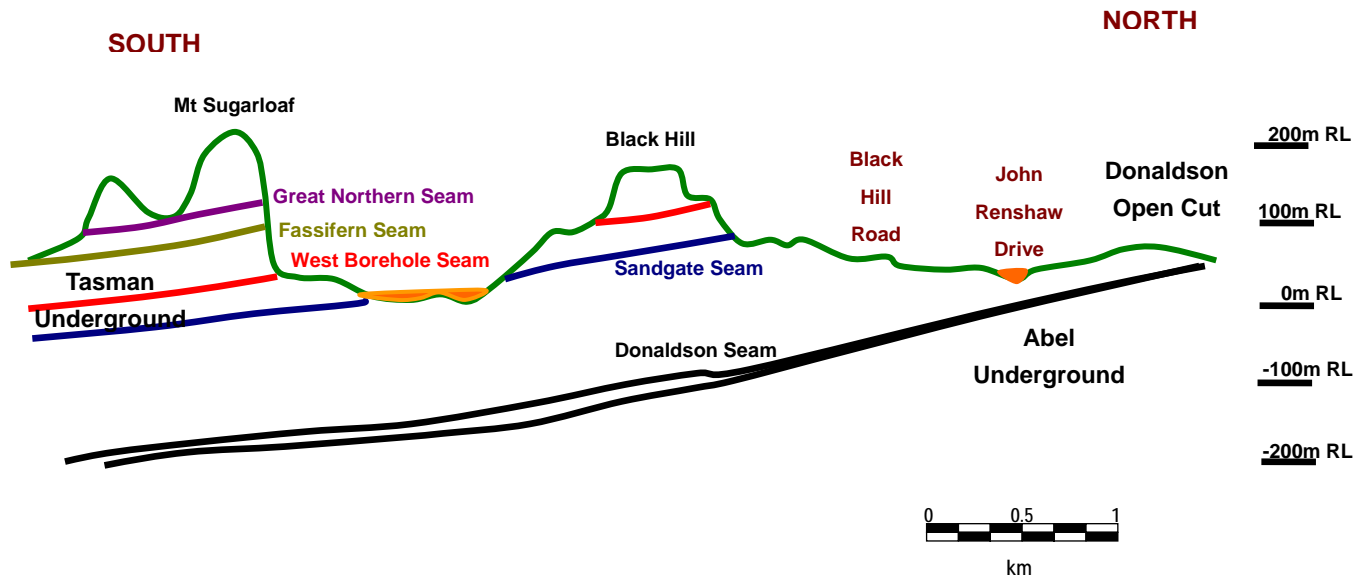 SOUTH
NORTH
Mt Sugarloaf
Black Hill
200m RL
Black
Hill
Road
John
Renshaw
Drive
Donaldson
Open Cut
Great Northern Seam
100m RL
Fassifern Seam
West Borehole Seam
Sandgate Seam
Tasman
Underground
0m RL
Abel
Underground
Donaldson Seam
-100m RL
-200m RL
0 0.5 1
km